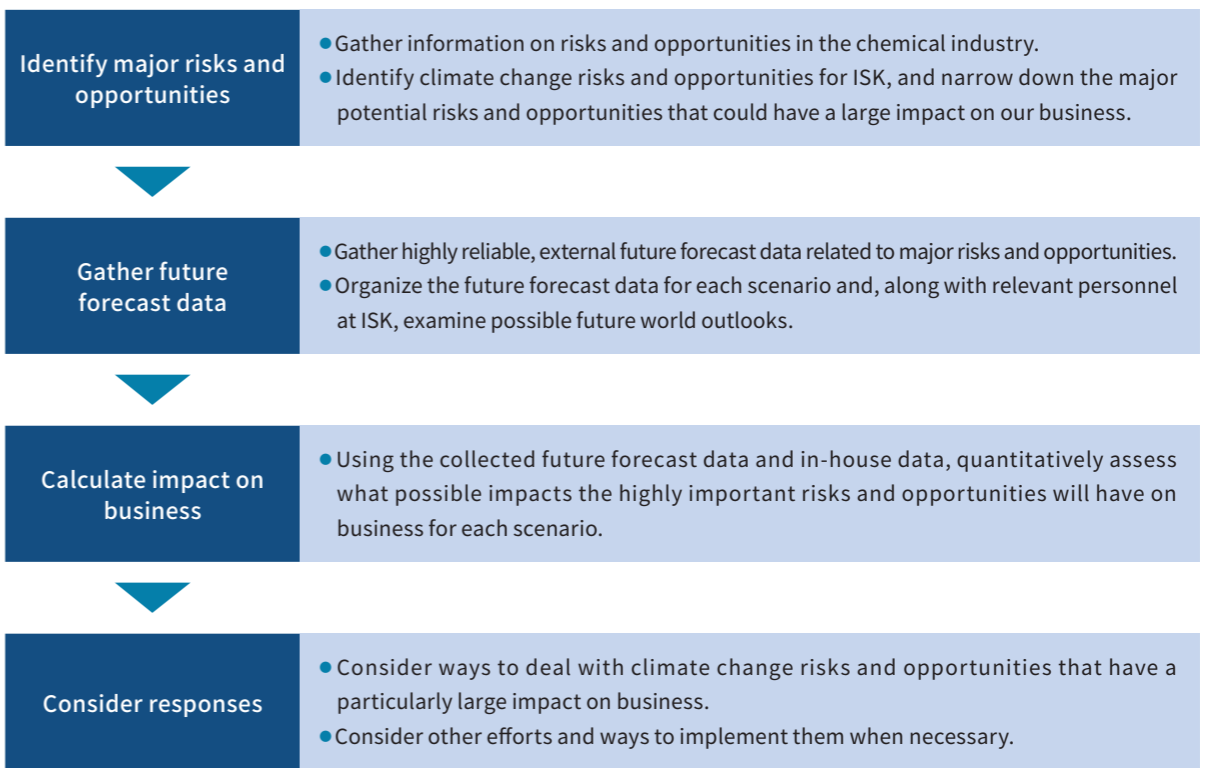 Identify major risks and
opportunities
●Gather information on risks and opportunities in the chemical industry.
●Identify climate change risks and opportunities for ISK, and narrow down the major
potential risks and opportunities that could have a large impact on our business.
Gather future
forecast data
●Gather highly reliable, external future forecast data related to major risks and opportunities.
●Organize the future forecast data for each scenario and, along with relevant personnel
at ISK, examine possible future world outlooks.
Calculate impact on
business
●Using the collected future forecast data and in-house data, quantitatively assess
what possible impacts the highly important risks and opportunities will have on
business for each scenario.
Consider responses
●Consider ways to deal with climate change risks and opportunities that have a
particularly large impact on business.
●Consider other efforts and ways to implement them when necessary.